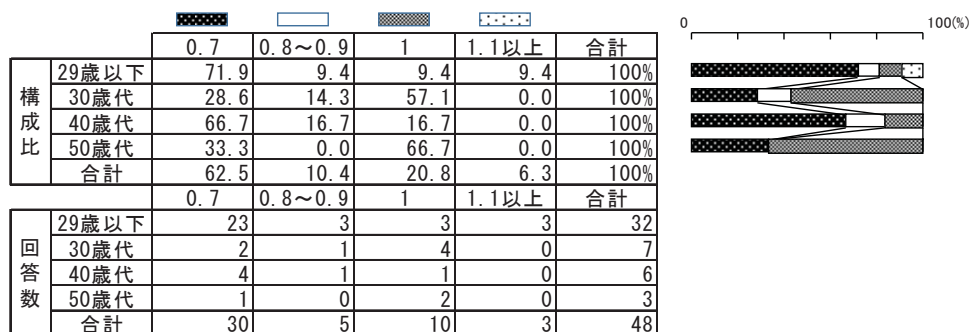 0 100(%)
0.7 0.8～0.9 1 1.1以上 合計
構成比
29歳以下 71.9 9.4 9.4 9.4 100%
30歳代 28.6 14.3 57.1 0.0 100%
40歳代 66.7 16.7 16.7 0.0 100%
50歳代 33.3 0.0 66.7 0.0 100%
合計 62.5 10.4 20.8 6.3 100%
0.7 0.8～0.9 1 1.1以上 合計
回答数
29歳以下 23 3 3 3 32
30歳代 2 1 4 0 7
40歳代 4 1 1 0 6
50歳代 1 0 2 0 3
合計 30 5 10 3 48